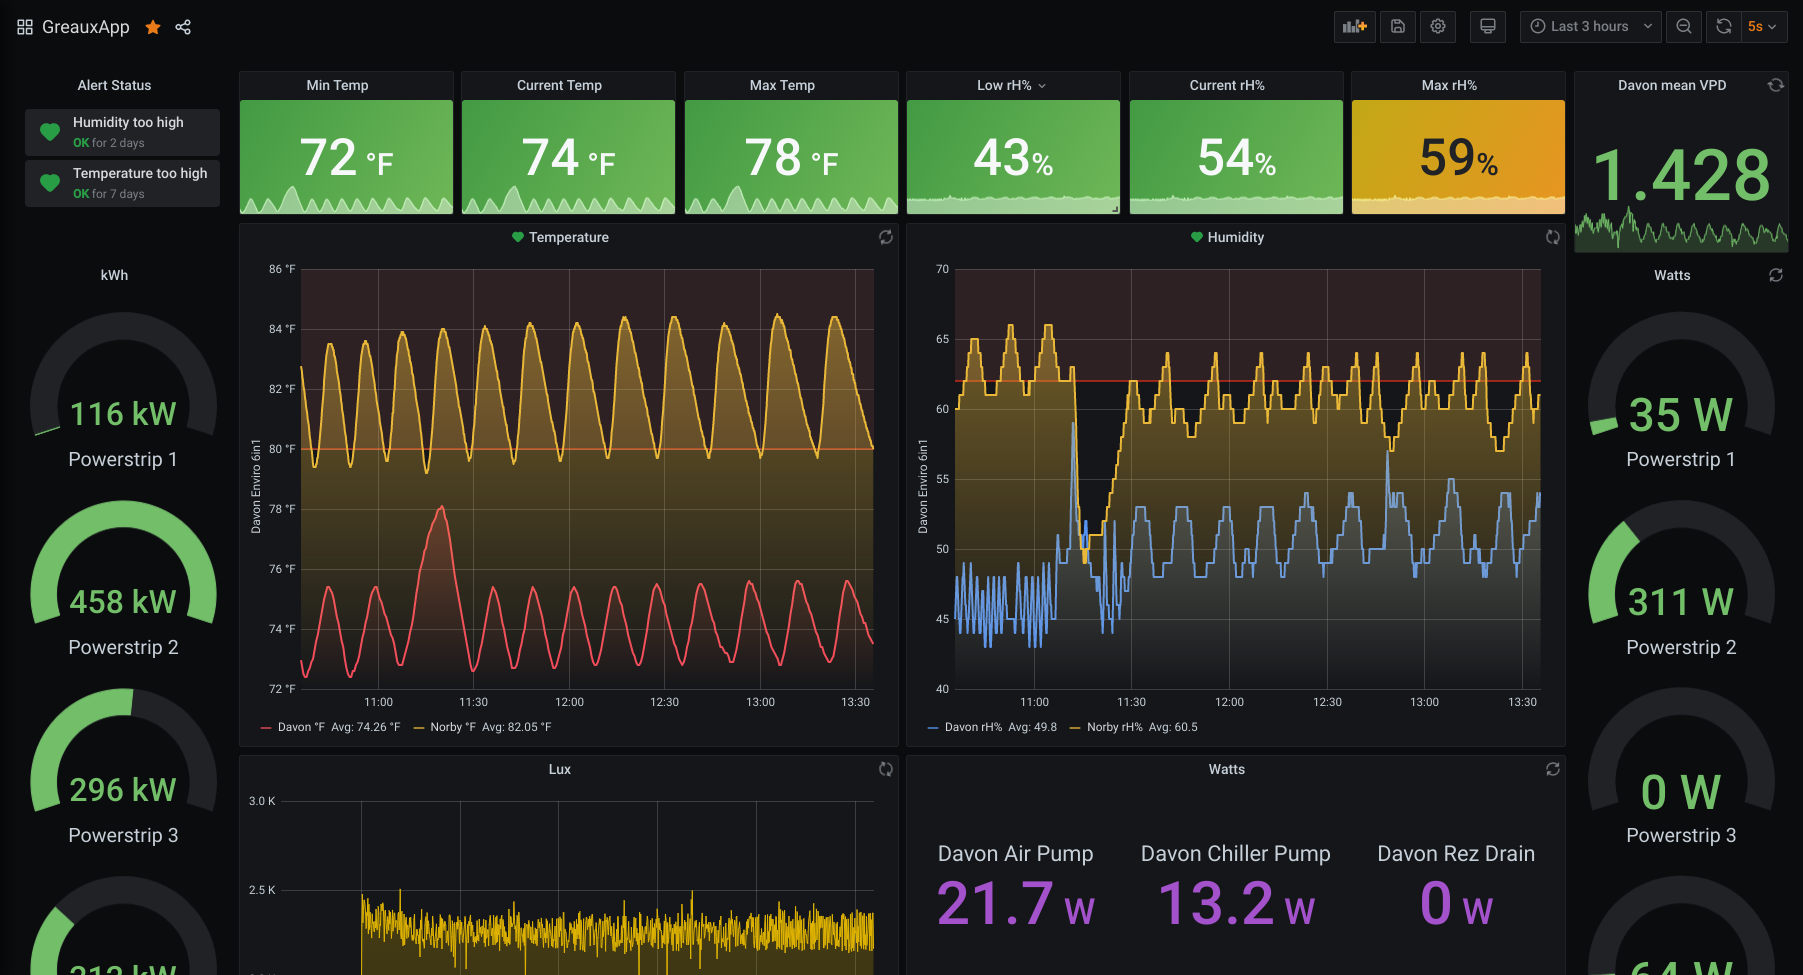 GreauxApp
Last 3 hours
5s
Alert Status
Humidity too high
OK for 2 days
Temperature too high
OK for 7 days
Min Temp
72 °F
Current Temp
74 °F
Max Temp
78 °F
Low rH%
43%
Current rH%
54%
Max rH%
59%
Davon mean VPD
1.428
kWh
116 kW
Powerstrip 1
458 kW
Powerstrip 2
296 kW
Powerstrip 3
Temperature
Davon Enviro 6in1
86 °F
84 °F
82 °F
80 °F
78 °F
76 °F
74 °F
72 °F
11:00
11:30
12:00
12:30
13:00
13:30
Davon °F Avg: 74.26 °F
Norby °F Avg: 82.05 °F
Humidity
Davon Enviro 6in1
70
65
60
55
50
45
40
11:00
11:30
12:00
12:30
13:00
13:30
Davon rH% Avg: 49.8
Norby rH% Avg: 60.5
Watts
35 W
Powerstrip 1
311 W
Powerstrip 2
0 W
Powerstrip 3
64 W
Lux
3.0 K
2.5 K
Watts
Davon Air Pump
21.7 W
Davon Chiller Pump
13.2 W
Davon Rez Drain
0 W